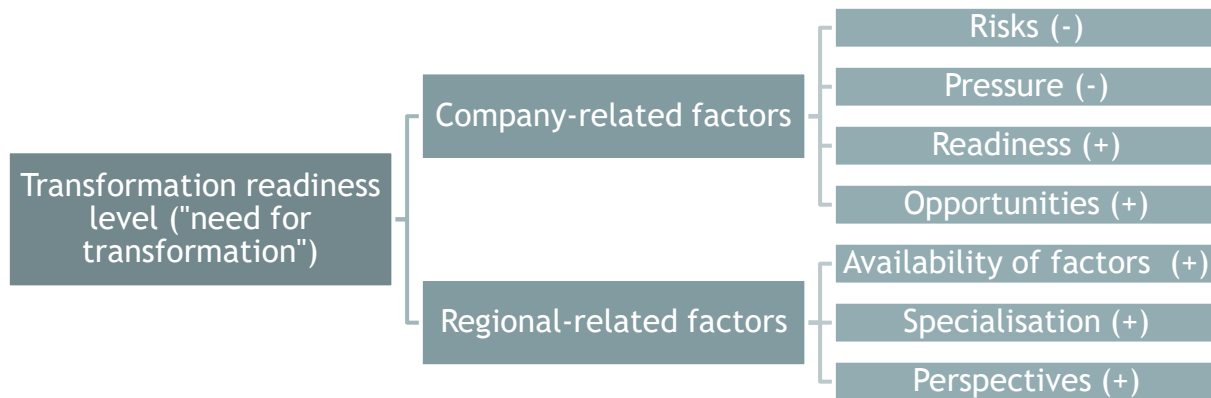 Transformation readiness
level ("need for
transformation")
Company-related factors
Risks (-)
Pressure (-)
Readiness (+)
Opportunities (+)
Regional-related factors
Availability of factors (+)
Specialisation (+)
Perspectives (+)